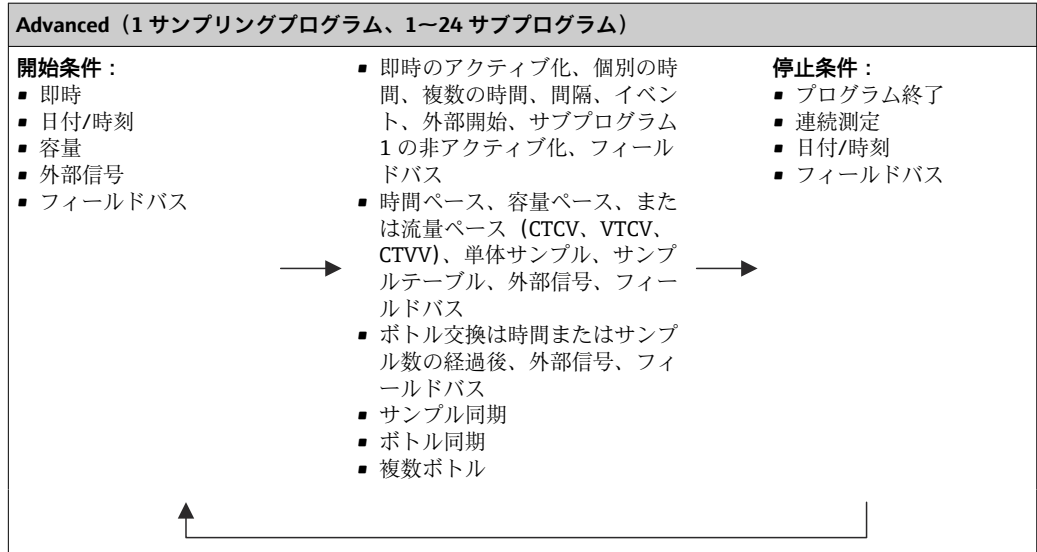 Advanced（1 サンプリングプログラム、1～24 サブプログラム）
開始条件：
▪ 即時
▪ 日付/時刻
▪ 容量
▪ 外部信号
▪ フィールドバス
▪ 即時のアクティブ化、個別の時
間、複数の時間、間隔、イベン
ト、外部開始、サブプログラム
1 の非アクティブ化、フィール
ドバス
▪ 時間ペース、容量ペース、また
は流量ペース（CTCV、VTCV、
CTVV）、単体サンプル、サンプ
ルテーブル、外部信号、フィー
ルドバス
▪ ボトル交換は時間またはサンプ
ル数の経過後、外部信号、フィ
ールドバス
▪ サンプル同期
▪ ボトル同期
▪ 複数ボトル
停止条件：
▪ プログラム終了
▪ 連続測定
▪ 日付/時刻
▪ フィールドバス